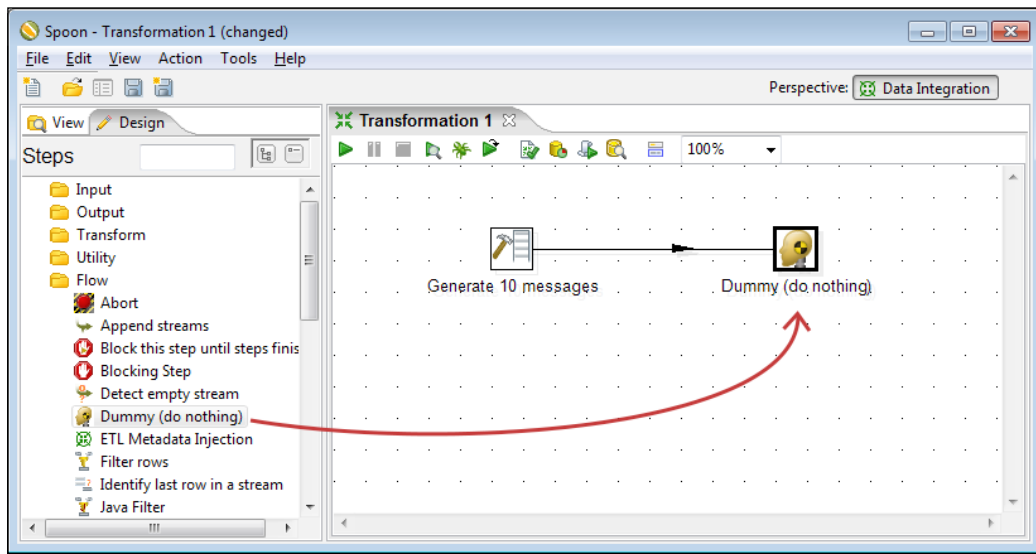 Spoon - Transformation 1 (changed)
File Edit View Action Tools Help
Perspective: Data Integration
View Design
Transformation 1
Steps
100%
Input
Output
Transform
Utility
Flow
Abort
Append streams
Block this step until steps finis
Blocking Step
Detect empty stream
Dummy (do nothing)
ETL Metadata Injection
Filter rows
Identify last row in a stream
Java Filter
Generate 10 messages
Dummy (do nothing)